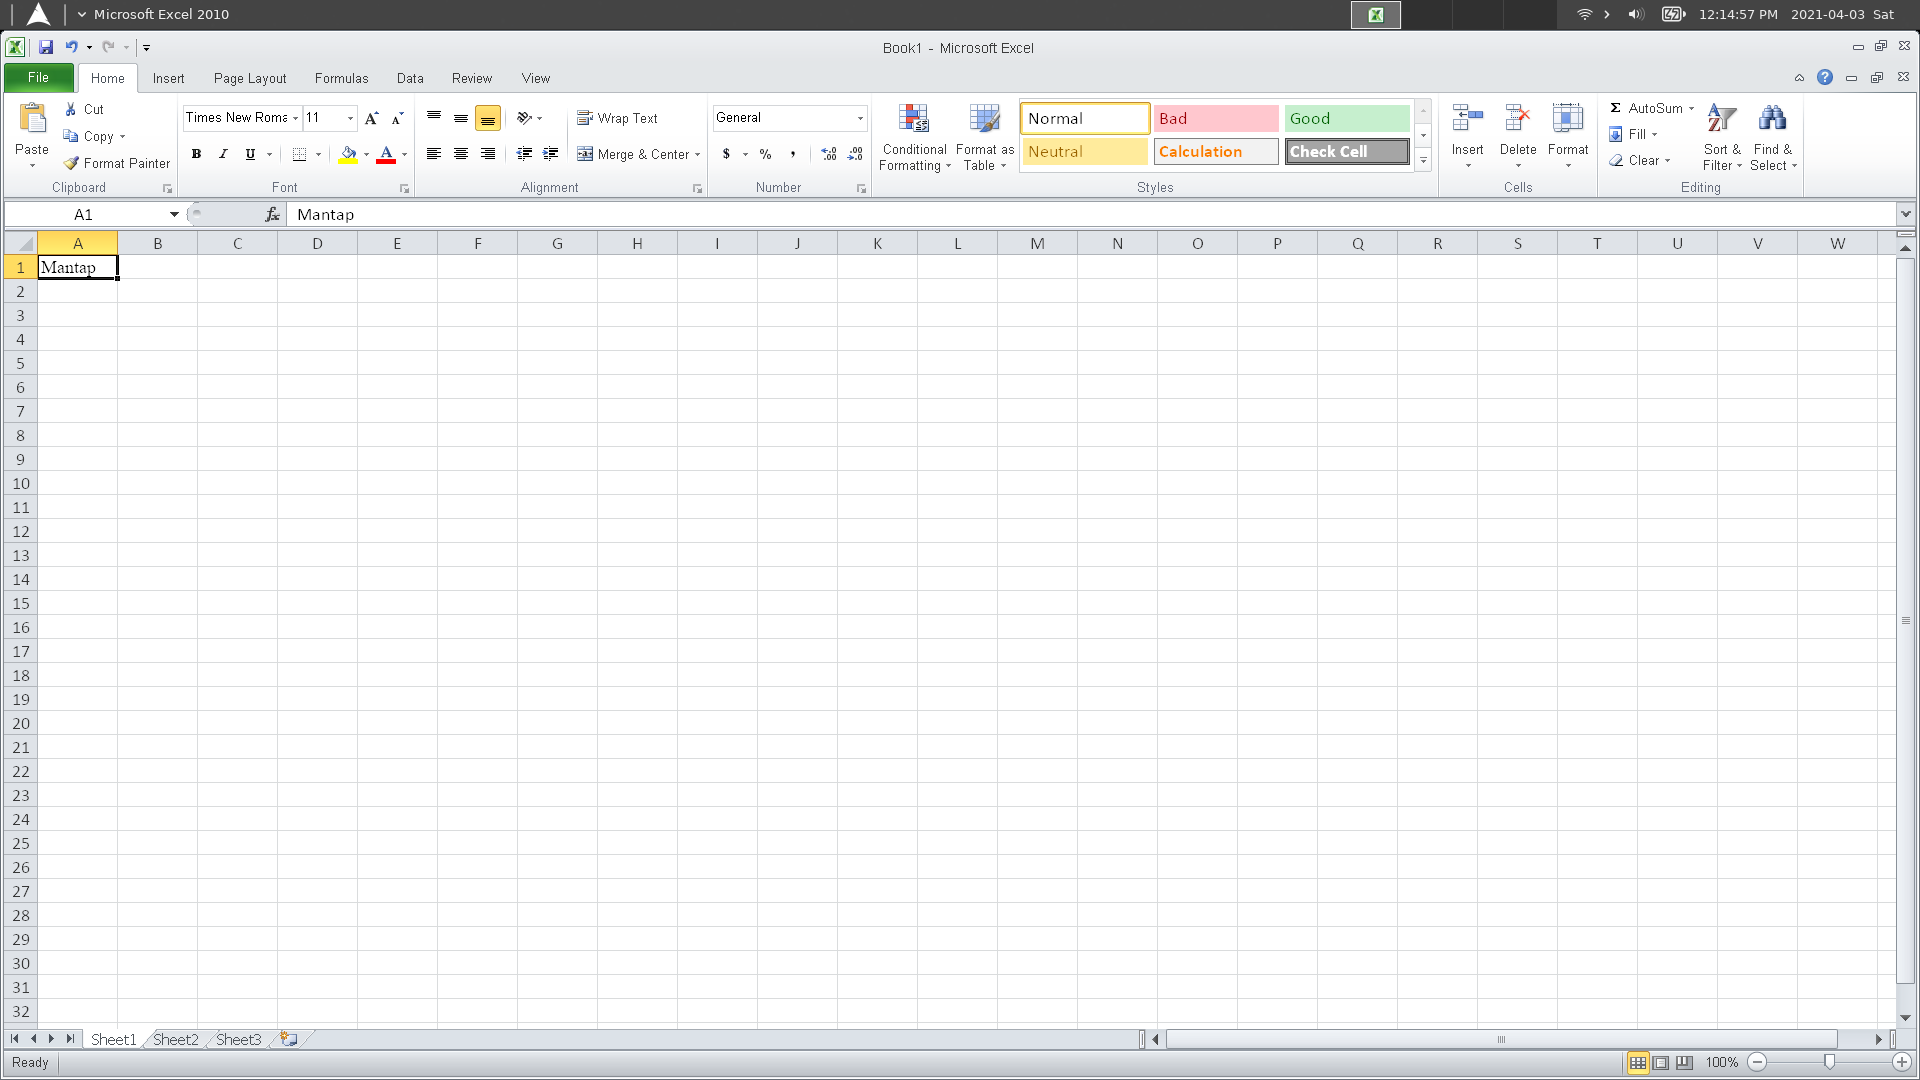 Microsoft Excel 2010
12:14:57 PM 2021-04-03 Sat
Book1 - Microsoft Excel
File Home Insert Page Layout Formulas Data Review View
Paste
Cut
Copy
Format Painter
Clipboard
Times New Roma 11
B I U
Font
Wrap Text
Merge & Center
Alignment
General
$ % ,
Number
Conditional Formatting
Format as Table
Normal Bad Good
Neutral Calculation Check Cell
Styles
Insert Delete Format
Cells
Σ AutoSum
Fill
Clear
Sort & Filter
Find & Select
Editing
A1 fx Mantap
A B C D E F G H I J K L M N O P Q R S T U V W
1 Mantap
2
3
4
5
6
7
8
9
10
11
12
13
14
15
16
17
18
19
20
21
22
23
24
25
26
27
28
29
30
31
32
Sheet1 Sheet2 Sheet3
Ready 100%